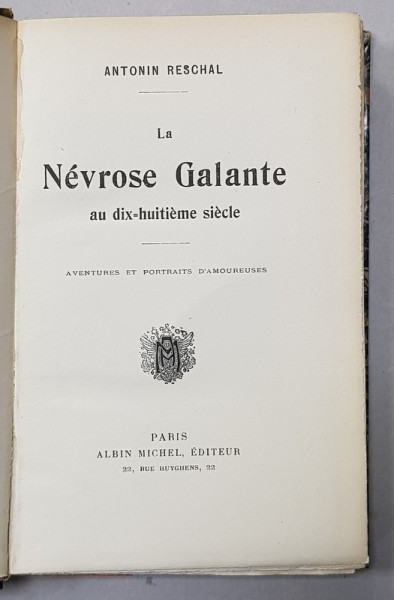 ANTONIN RESCHAL
La
Névrose Galante
au dix-huitième siècle
AVENTURES ET PORTRAITS D'AMOUREUSES
AM
PARIS
ALBIN MICHEL, ÉDITEUR
22, RUE HUYGHENS, 22